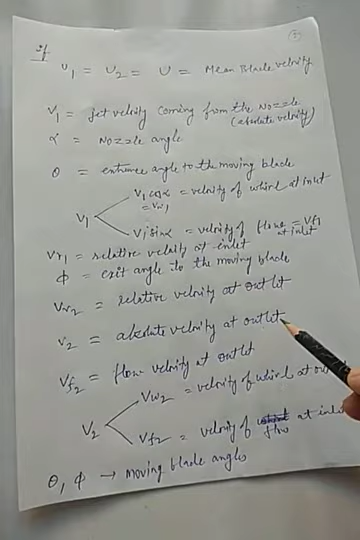 If
U1 = U2 = U = Mean Blade velocity
V1 = Jet velocity coming from the Nozzle
(absolute velocity)
α = Nozzle angle
θ = entrance angle to the moving blade
V1 cosα = velocity of whirl at inlet
= Vw1
V1
V1 sinα = velocity of flow = Vf1
at inlet
Vr1 = relative velocity at inlet
Φ = exit angle to the moving blade
Vr2 = relative velocity at outlet
V2 = absolute velocity at outlet
Vf2 = flow velocity at outlet
Vw2 = velocity of whirl at
V2
Vf2 = velocity of flow at
θ, Φ → moving blade angles